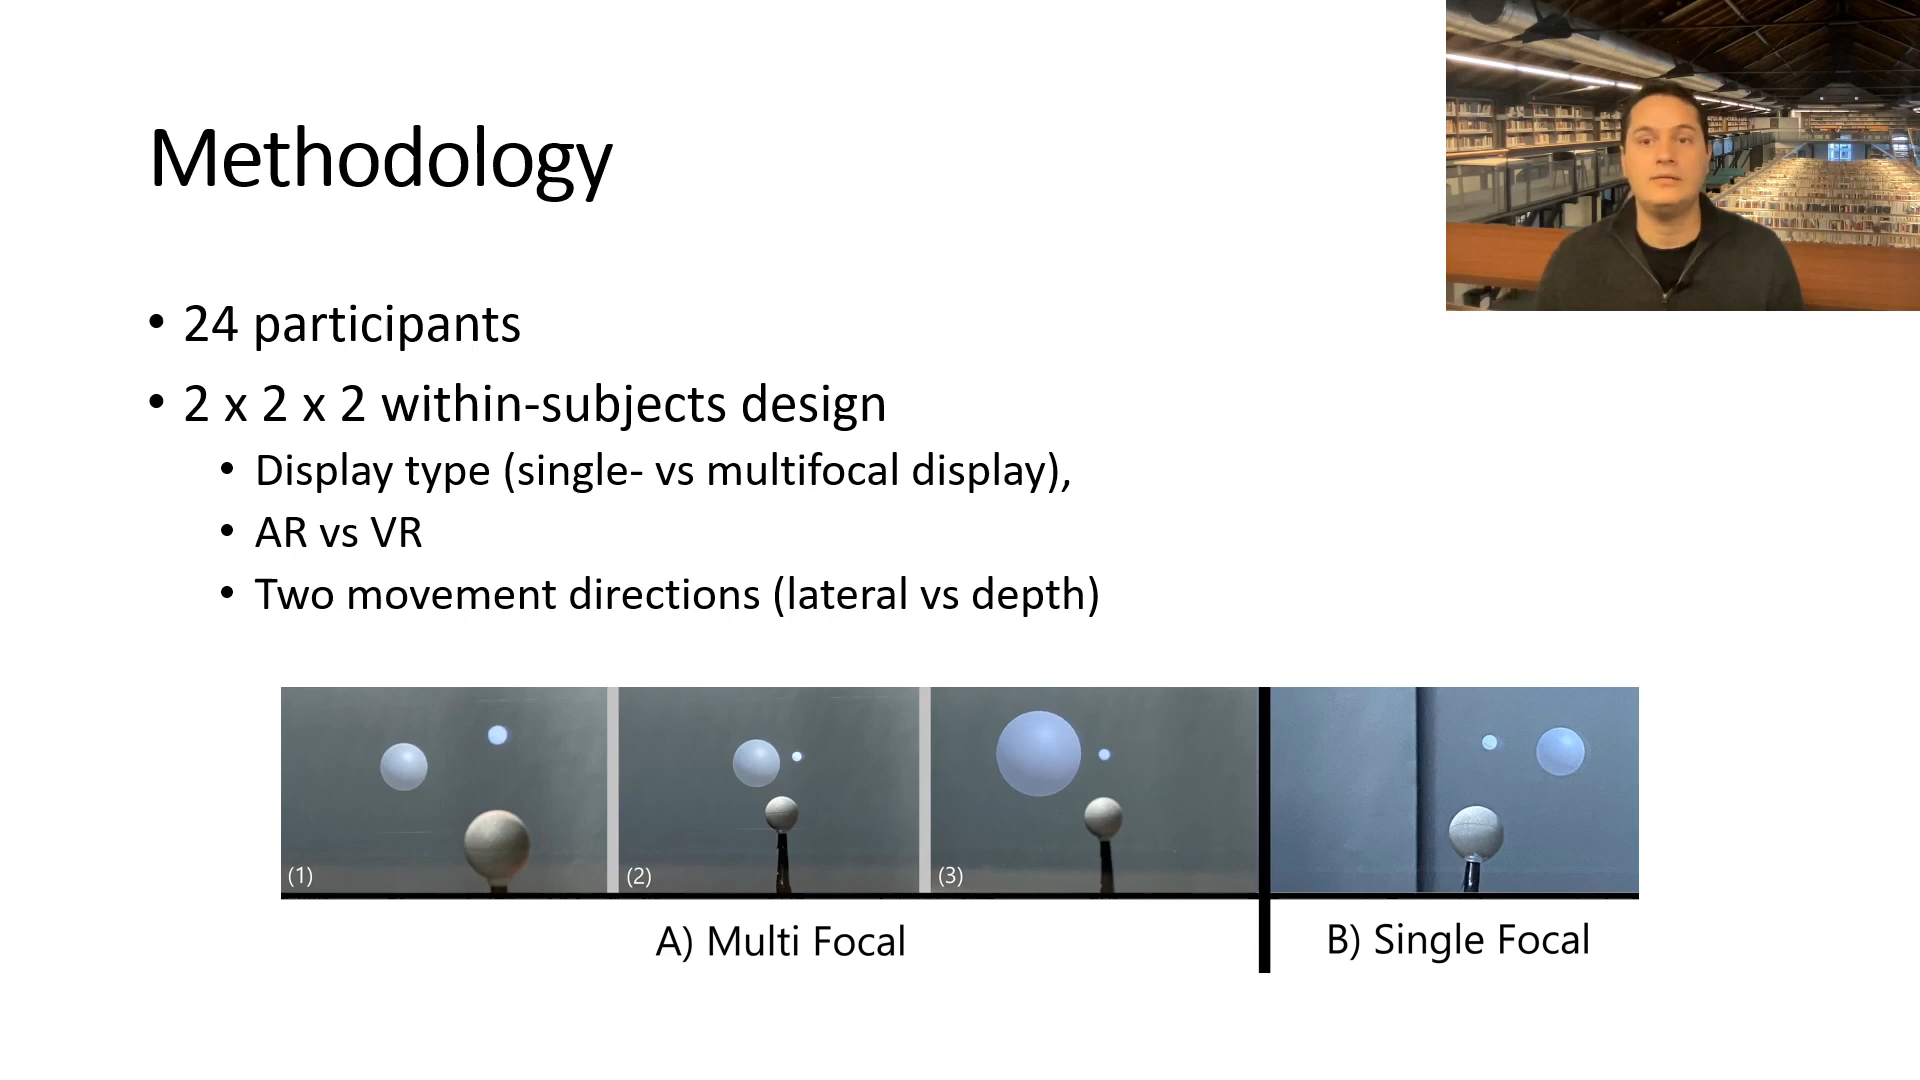 Methodology
• 24 participants
• 2 x 2 x 2 within-subjects design
• Display type (single- vs multifocal display),
• AR vs VR
• Two movement directions (lateral vs depth)
(1)
(2)
(3)
A) Multi Focal
B) Single Focal